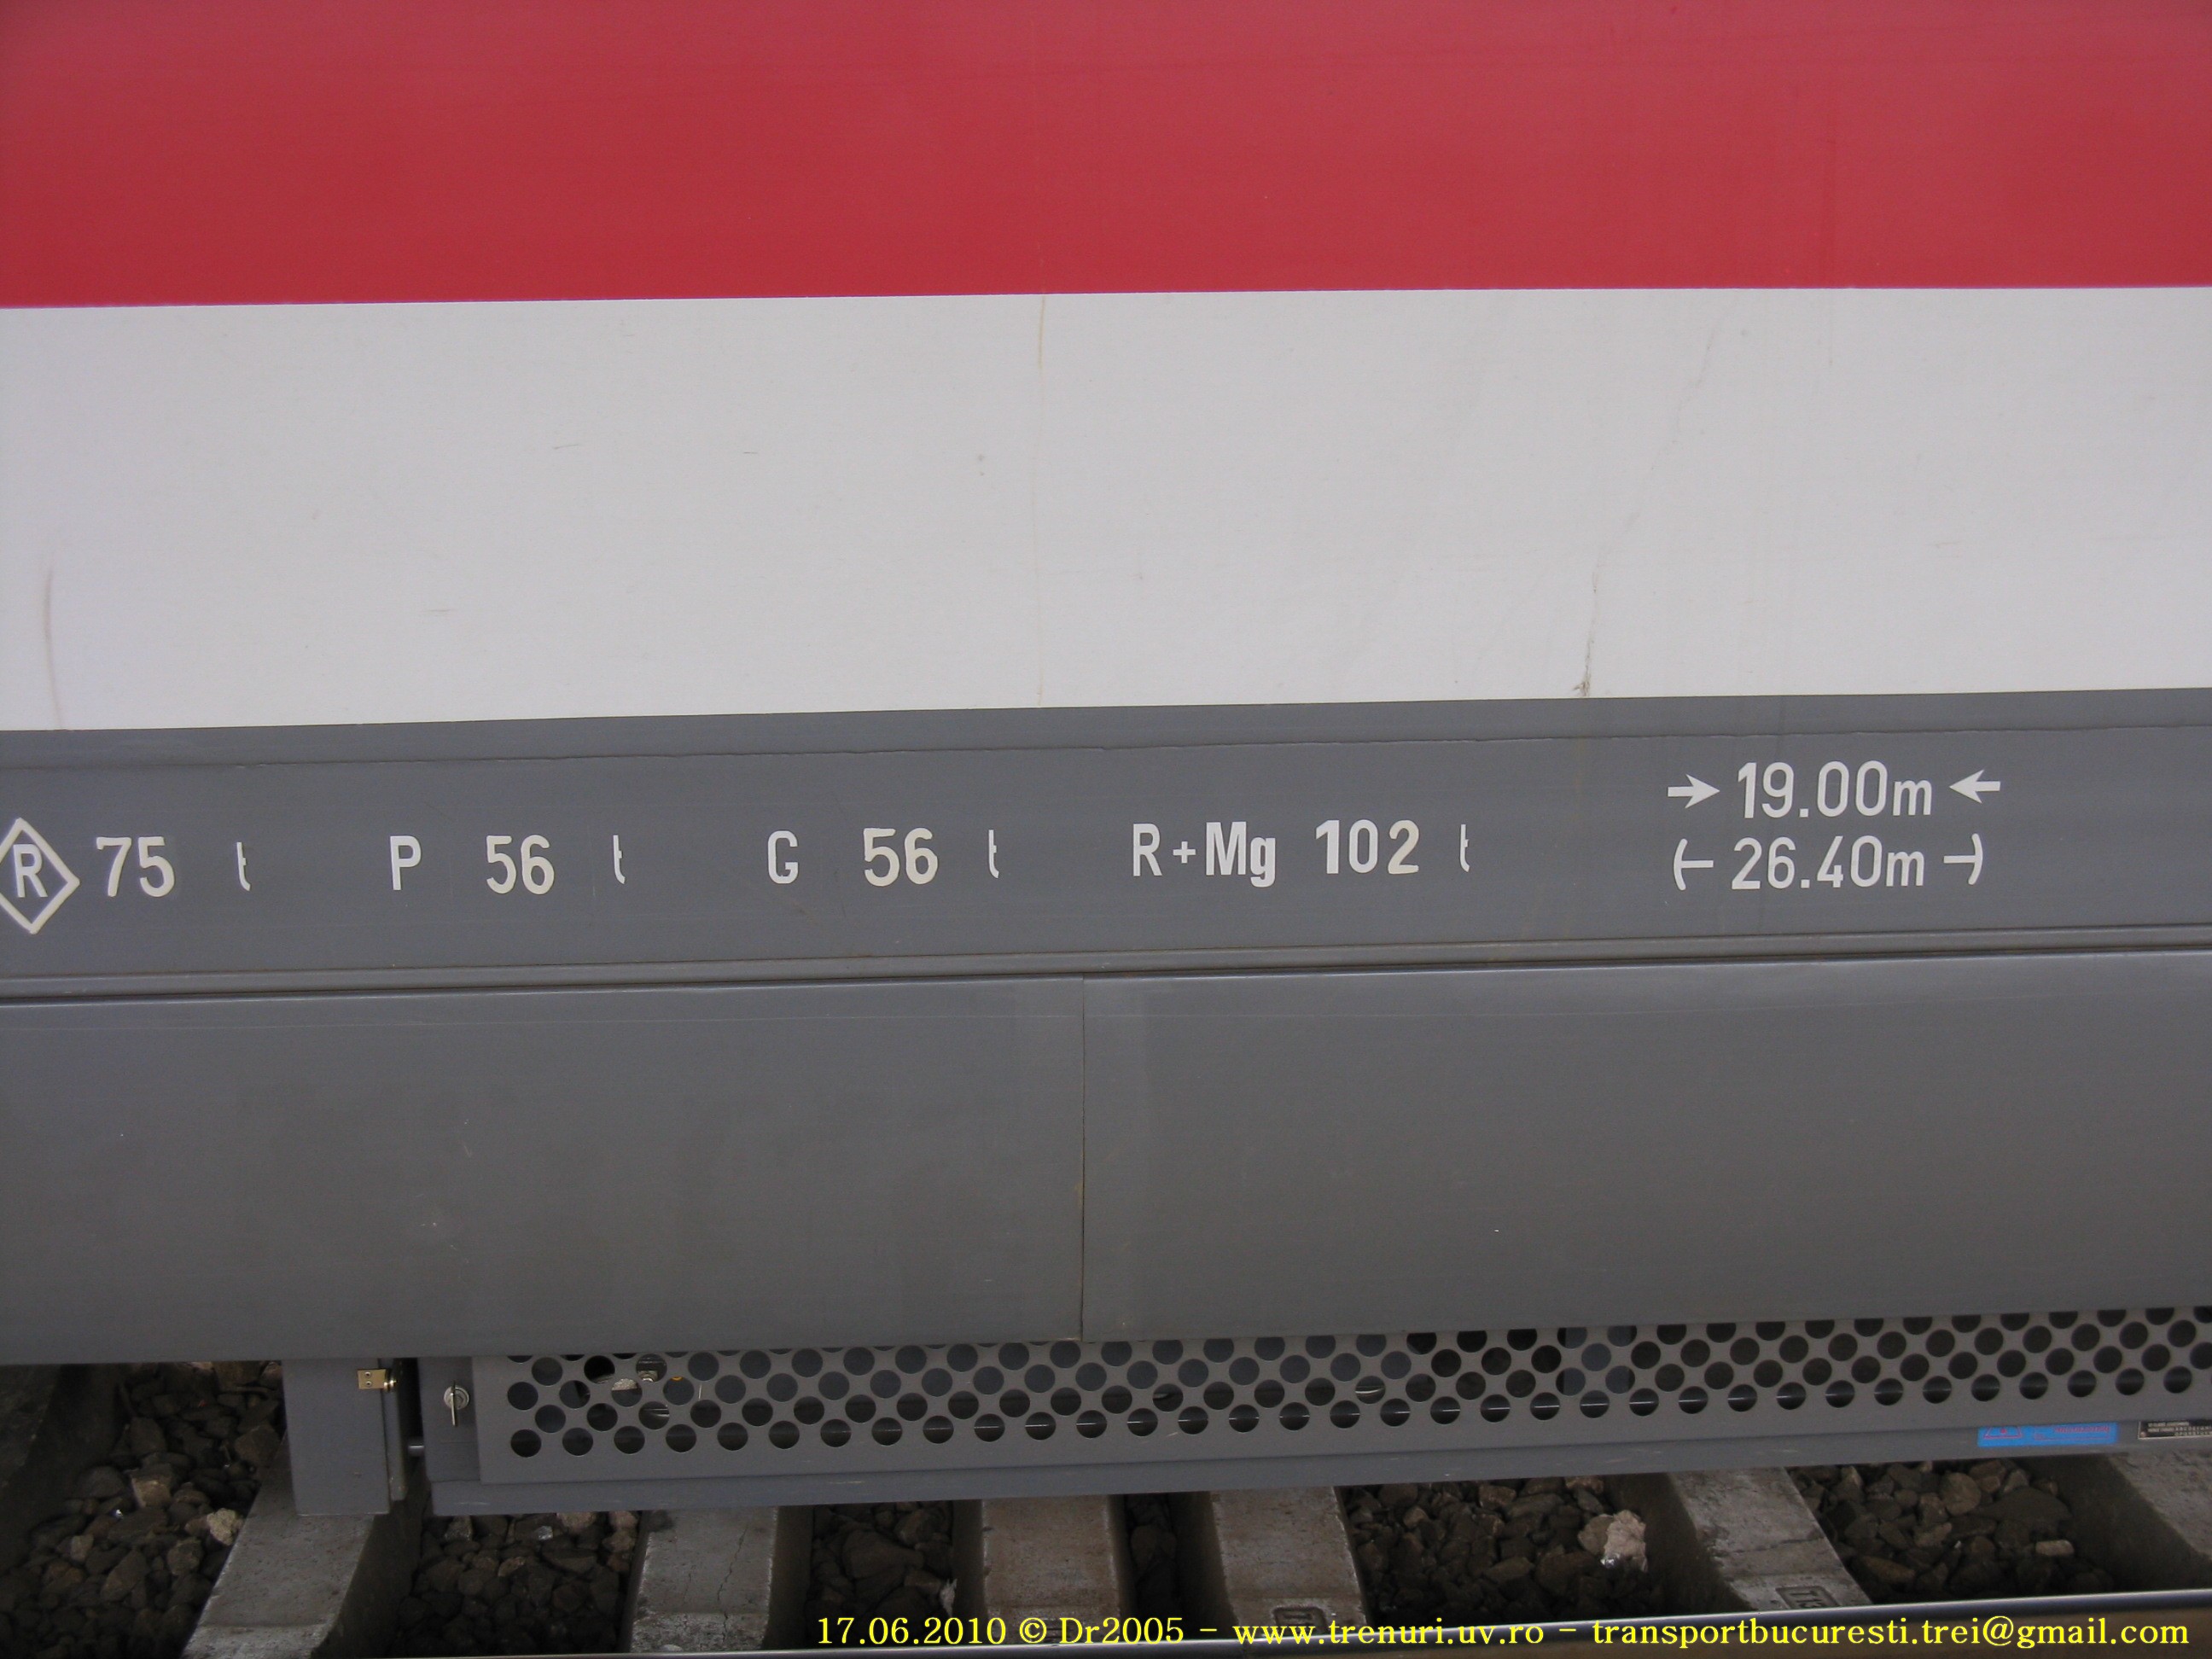 R 75 t P 56 t G 56 t R+Mg 102 t
→ 19.00m ←
(– 26.40m –)
17.06.2010 © Dr2005 - www.trenuri.uv.ro - transportbucuresti.trei@gmail.com